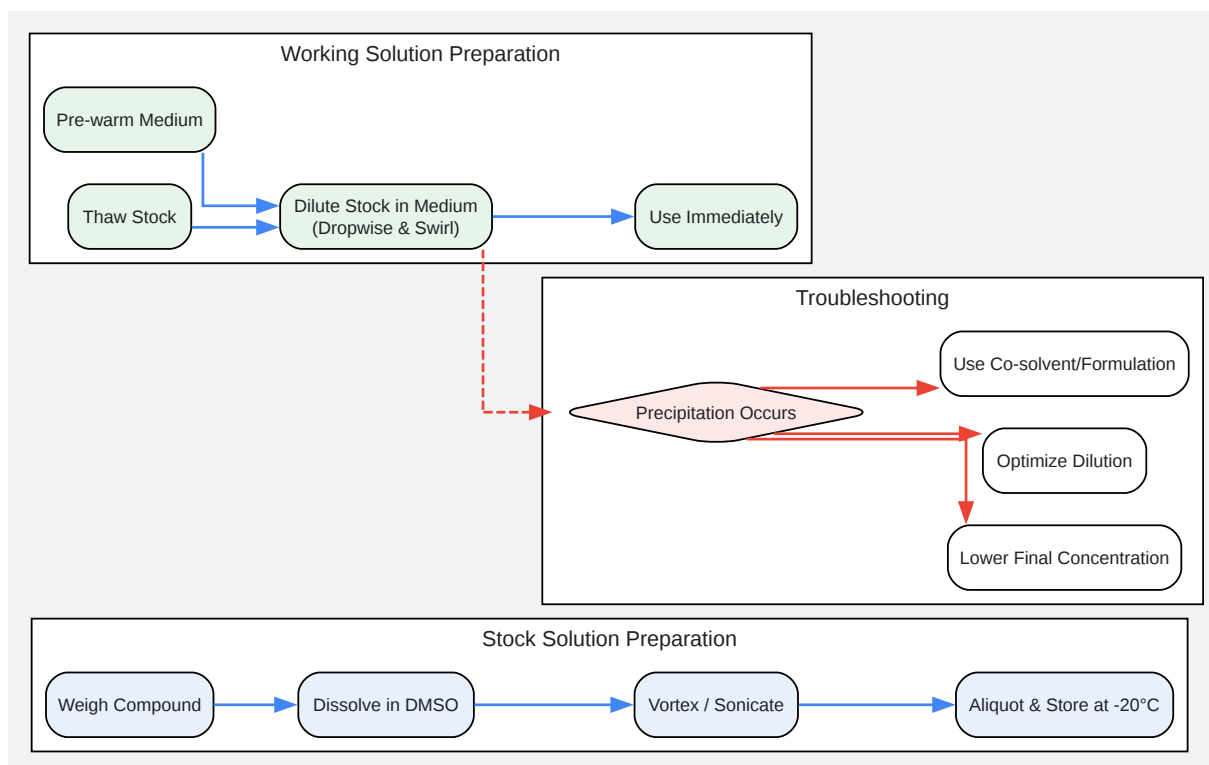 Working Solution Preparation
Pre-warm Medium
Thaw Stock
Dilute Stock in Medium
(Dropwise & Swirl)
Use Immediately
Troubleshooting
Precipitation Occurs
Use Co-solvent/Formulation
Optimize Dilution
Lower Final Concentration
Stock Solution Preparation
Weigh Compound
Dissolve in DMSO
Vortex / Sonicate
Aliquot & Store at -20°C